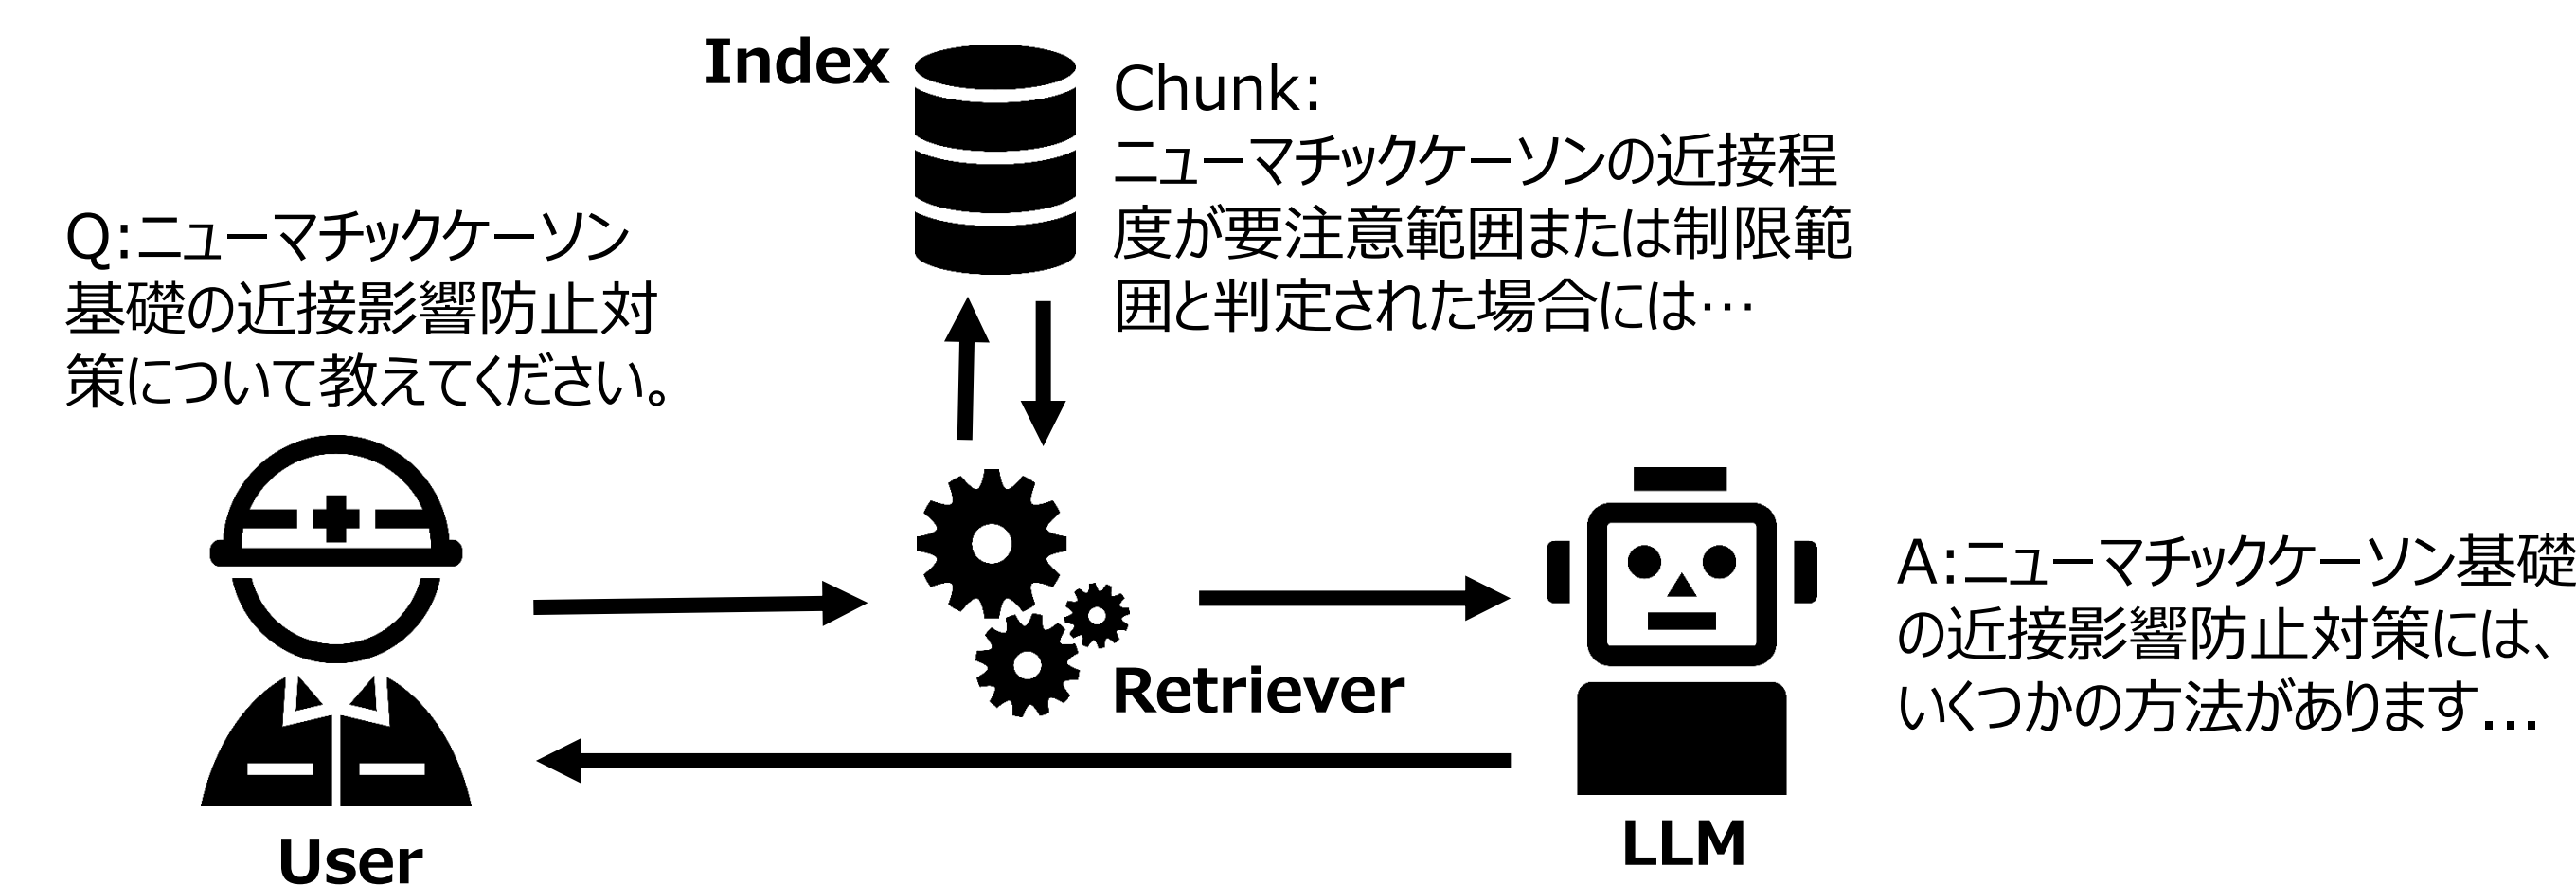 Index
Chunk:
ニューマチックケーソンの近接程
度が要注意範囲または制限範
囲と判定された場合には…
Q:ニューマチックケーソン
基礎の近接影響防止対
策について教えてください。
A:ニューマチックケーソン基礎
の近接影響防止対策には、
いくつかの方法があります...
Retriever
User
LLM